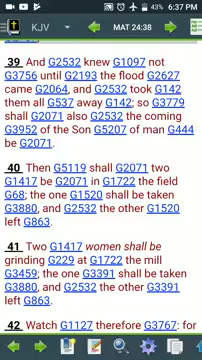 43% 6:37 PM
KJV MAT 24:38
39 And G2532 knew G1097 not
G3756 until G2193 the flood G2627
came G2064, and G2532 took G142
them all G537 away G142; so G3779
shall G2071 also G2532 the coming
G3952 of the Son G5207 of man G444
be G2071.
40 Then G5119 shall G2071 two
G1417 be G2071 in G1722 the field
G68; the one G1520 shall be taken
G3880, and G2532 the other G1520
left G863.
41 Two G1417 women shall be
grinding G229 at G1722 the mill
G3459; the one G3391 shall be taken
G3880, and G2532 the other G3391
left G863.
42 Watch G1127 therefore G3767: for